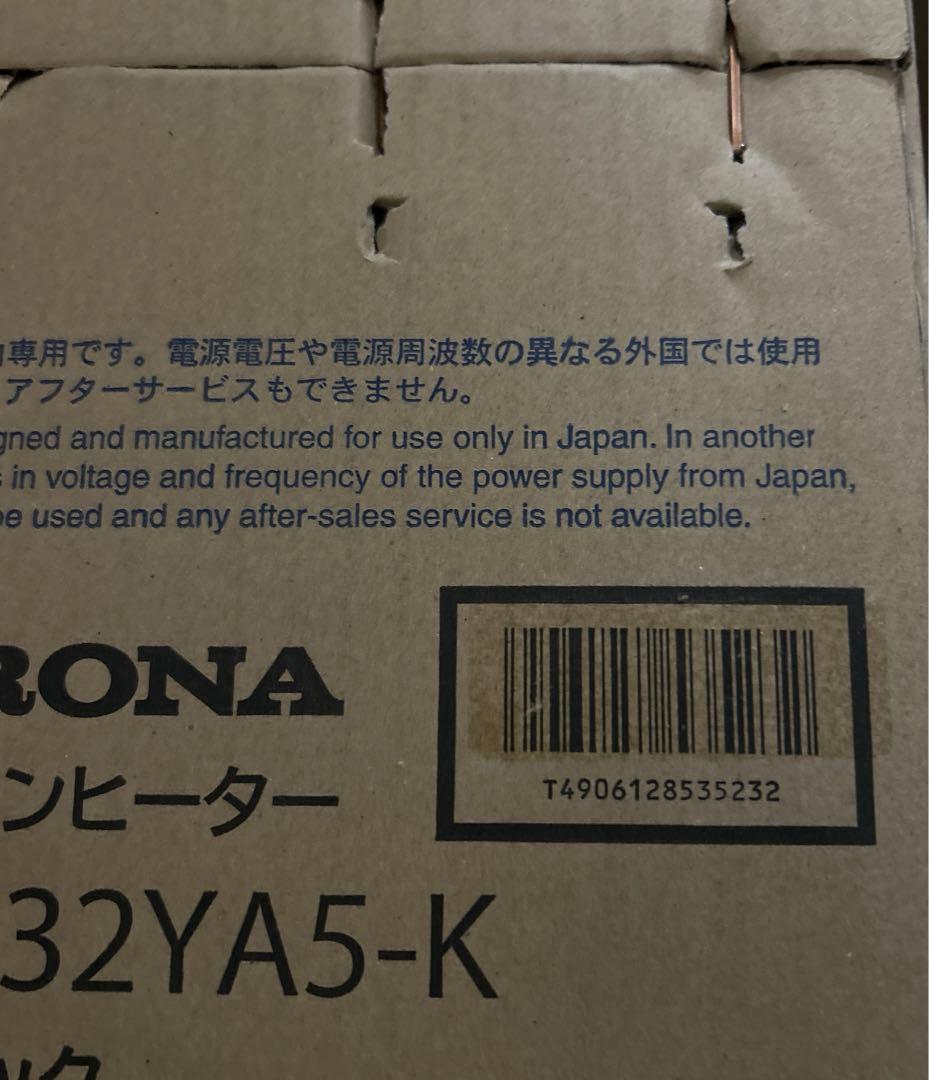 専用です。電源電圧や電源周波数の異なる外国では使用
アフターサービスもできません。
gned and manufactured for use only in Japan. In another
s in voltage and frequency of the power supply from Japan,
be used and any after-sales service is not available.
RONA
T4906128535232
ンヒーター
32YA5-K
ック